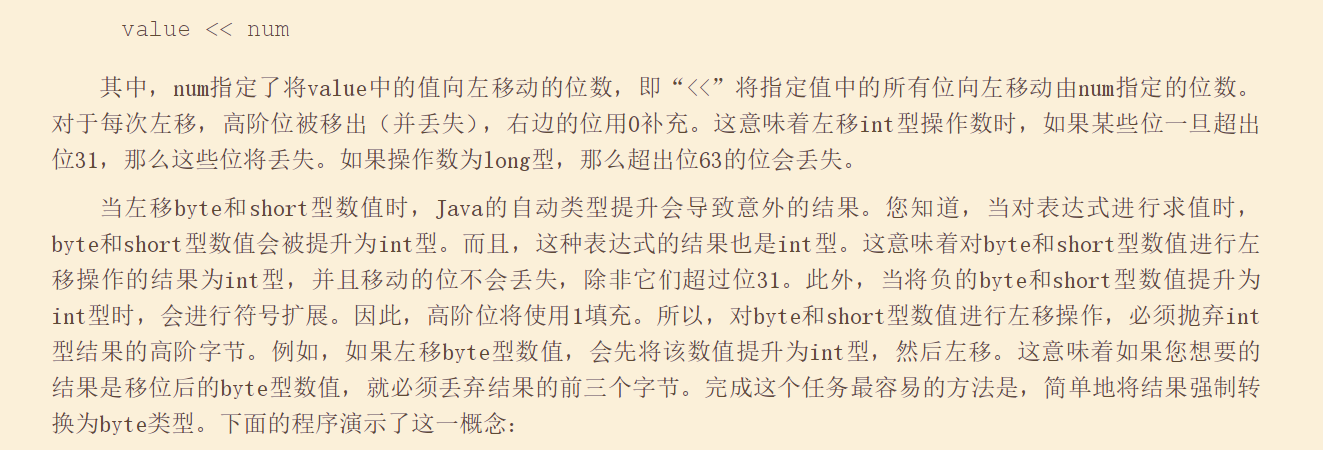 value << num
其中，num指定了将value中的值向左移动的位数，即“<<”将指定值中的所有位向左移动由num指定的位数。
对于每次左移，高阶位被移出（并丢失），右边的位用0补充。这意味着左移int型操作数时，如果某些位一旦超出
位31，那么这些位将丢失。如果操作数为long型，那么超出位63的位会丢失。
当左移byte和short型数值时，Java的自动类型提升会导致意外的结果。您知道，当对表达式进行求值时，
byte和short型数值会被提升为int型。而且，这种表达式的结果也是int型。这意味着对byte和short型数值进行左
移操作的结果为int型，并且移动的位不会丢失，除非它们超过位31。此外，当将负的byte和short型数值提升为
int型时，会进行符号扩展。因此，高阶位将使用1填充。所以，对byte和short型数值进行左移操作，必须抛弃int
型结果的高阶字节。例如，如果左移byte型数值，会先将该数值提升为int型，然后左移。这意味着如果您想要的
结果是移位后的byte型数值，就必须丢弃结果的前三个字节。完成这个任务最容易的方法是，简单地将结果强制转
换为byte类型。下面的程序演示了这一概念：